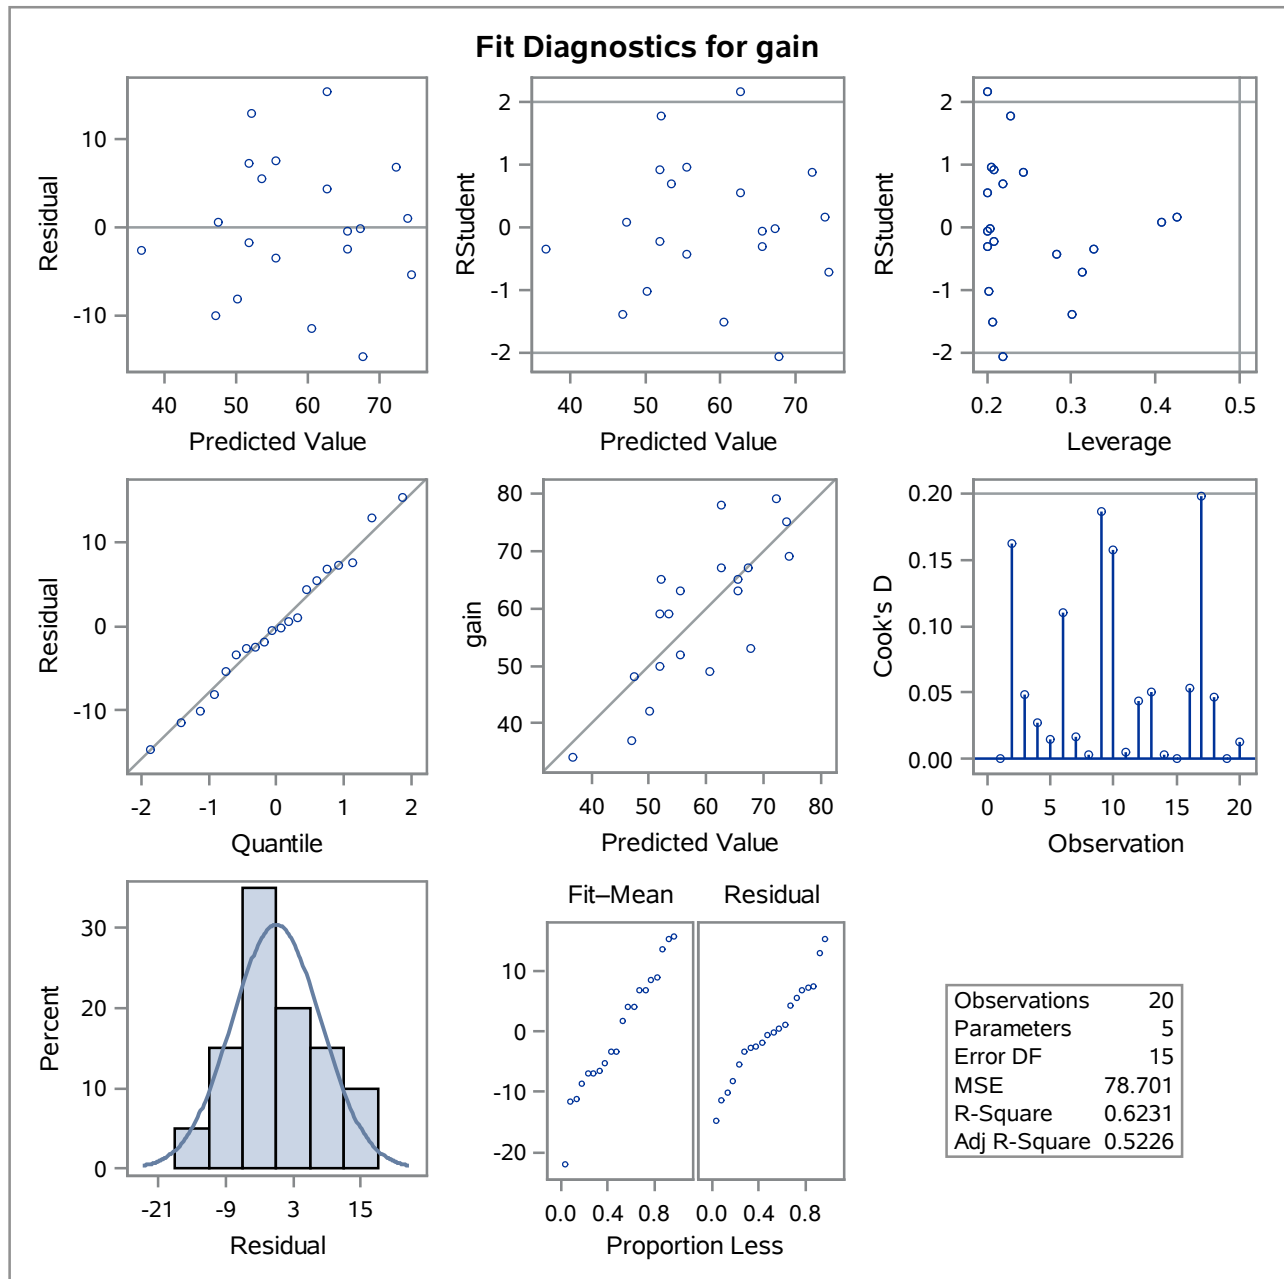 Fit Diagnostics for gain
10
0
-10
Residual
40 50 60 70
Predicted Value
2
1
0
-1
-2
RStudent
40 50 60 70
Predicted Value
2
1
0
-1
-2
RStudent
0.2 0.3 0.4 0.5
Leverage
10
0
-10
Residual
-2 -1 0 1 2
Quantile
80
70
60
50
40
gain
40 50 60 70 80
Predicted Value
0.20
0.15
0.10
0.05
0.00
Cook's D
0 5 10 15 20
Observation
30
20
10
0
Percent
-21 -9 3 15
Residual
Fit–Mean Residual
10
0
-10
-20
0.0 0.4 0.8 0.0 0.4 0.8
Proportion Less
Observations 20
Parameters 5
Error DF 15
MSE 78.701
R-Square 0.6231
Adj R-Square 0.5226